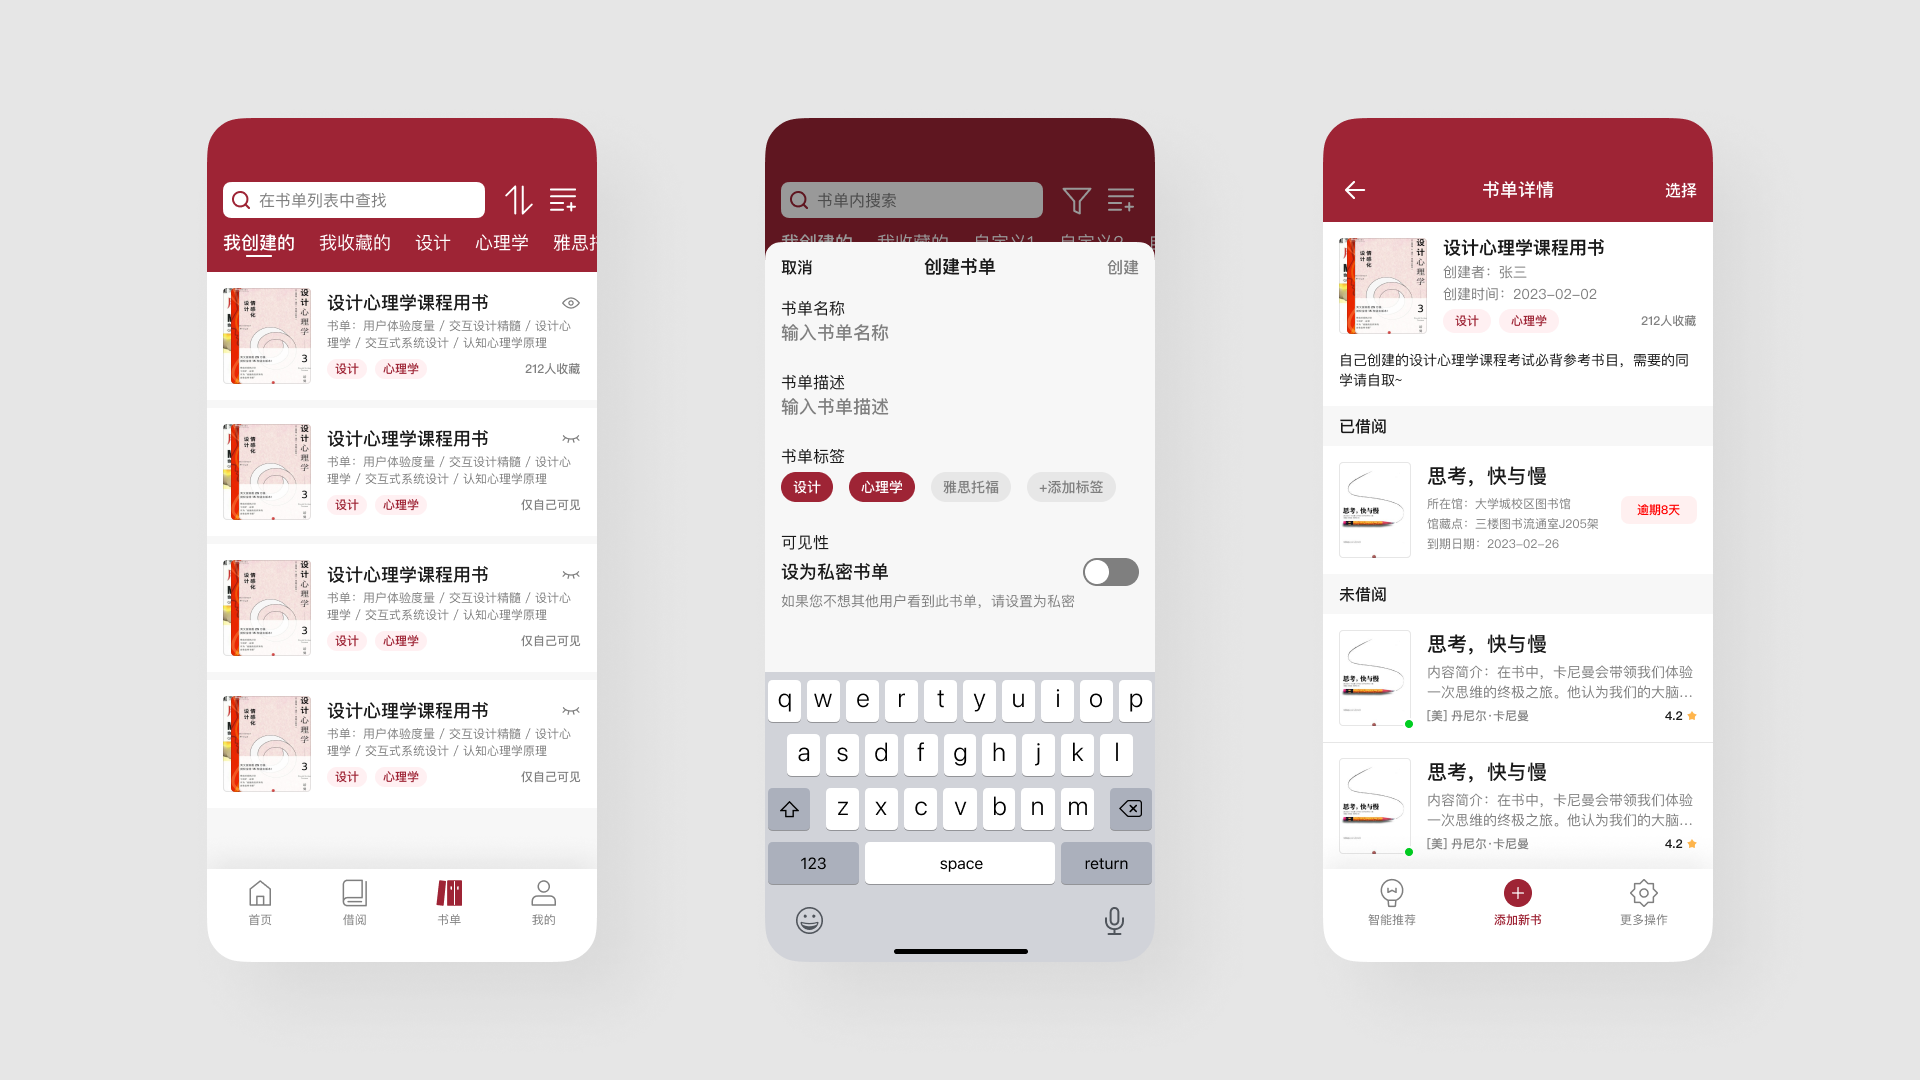 在书单列表中查找
我创建的 我收藏的 设计 心理学 雅思托
设计心理学课程用书
书单：用户体验度量 / 交互设计精髓 / 设计心
理学 / 交互式系统设计 / 认知心理学原理
设计 心理学 212人收藏
设计心理学课程用书
书单：用户体验度量 / 交互设计精髓 / 设计心
理学 / 交互式系统设计 / 认知心理学原理
设计 心理学 仅自己可见
设计心理学课程用书
书单：用户体验度量 / 交互设计精髓 / 设计心
理学 / 交互式系统设计 / 认知心理学原理
设计 心理学 仅自己可见
设计心理学课程用书
书单：用户体验度量 / 交互设计精髓 / 设计心
理学 / 交互式系统设计 / 认知心理学原理
设计 心理学 仅自己可见
首页 借阅 书单 我的
书单内搜索
我创建的 我收藏的 自定义1 自定义2
取消 创建书单 创建
书单名称
输入书单名称
书单描述
输入书单描述
书单标签
设计 心理学 雅思托福 +添加标签
可见性
设为私密书单
如果您不想其他用户看到此书单，请设置为私密
q w e r t y u i o p
a s d f g h j k l
z x c v b n m
123 space return
书单详情 选择
设计心理学课程用书
创建者：张三
创建时间：2023-02-02
设计 心理学 212人收藏
自己创建的设计心理学课程考试必背参考书目，需要的同
学请自取~
已借阅
思考，快与慢
所在馆：大学城校区图书馆
馆藏点：三楼图书流通室J205架
到期日期：2023-02-26
逾期8天
思考，快与慢
未借阅
思考，快与慢
内容简介：在书中，卡尼曼会带领我们体验
一次思维的终极之旅。他认为我们的大脑...
[美] 丹尼尔·卡尼曼 4.2
思考，快与慢
思考，快与慢
内容简介：在书中，卡尼曼会带领我们体验
一次思维的终极之旅。他认为我们的大脑...
[美] 丹尼尔·卡尼曼 4.2
思考，快与慢
智能推荐 添加新书 更多操作